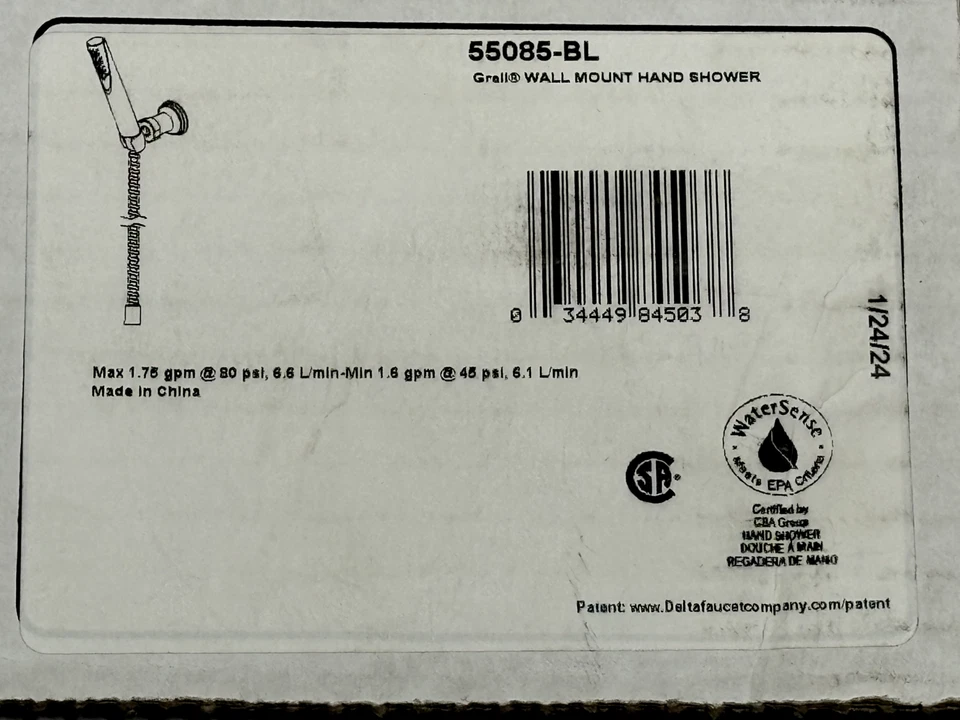 55085-BL
Grail® WALL MOUNT HAND SHOWER
0 34449 84503 8
1/24/24
Max 1.75 gpm @ 80 psi, 6.6 L/min-Min 1.6 gpm @ 45 psi, 6.1 L/min
Made in China
WaterSense
Meets EPA Criteria
SA®
Certified by
CSA Group
HAND SHOWER
DOUCHE À MAIN
REGADERA DE MANO
Patent: www.Deltafaucetcompany.com/patent